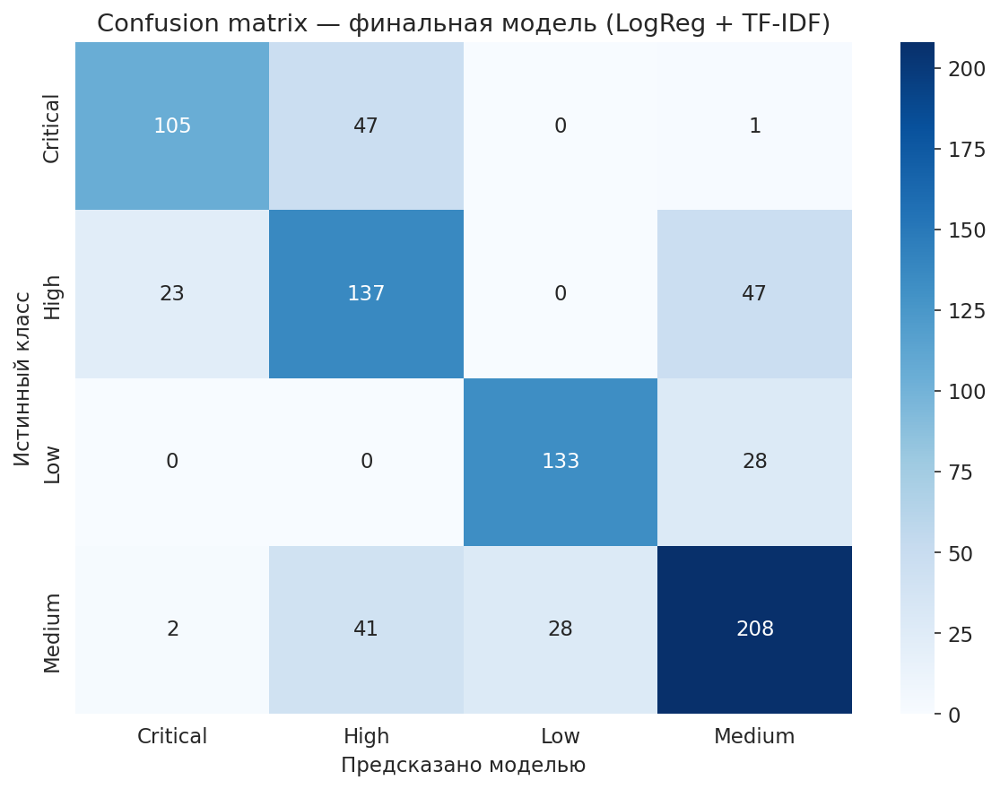 Confusion matrix — финальная модель (LogReg + TF-IDF)
Истинный класс
Critical
105 47 0 1
High
23 137 0 47
Low
0 0 133 28
Medium
2 41 28 208
Critical High Low Medium
Предсказано моделью
200
175
150
125
100
75
50
25
0